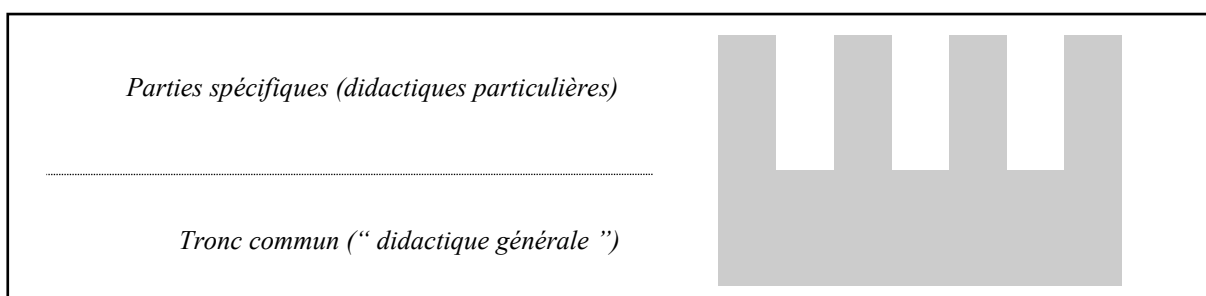 Parties spécifiques (didactiques particulières)
Tronc commun (“ didactique générale ”)